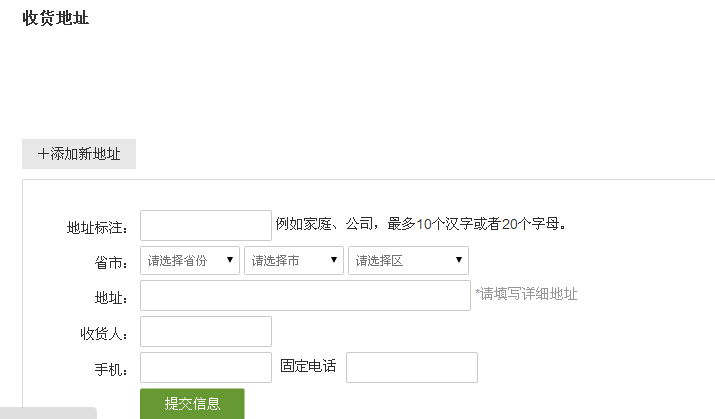 收货地址
＋添加新地址
地址标注： 例如家庭、公司，最多10个汉字或者20个字母。
省市： 请选择省份 请选择市 请选择区
地址： *请填写详细地址
收货人：
手机： 固定电话
提交信息